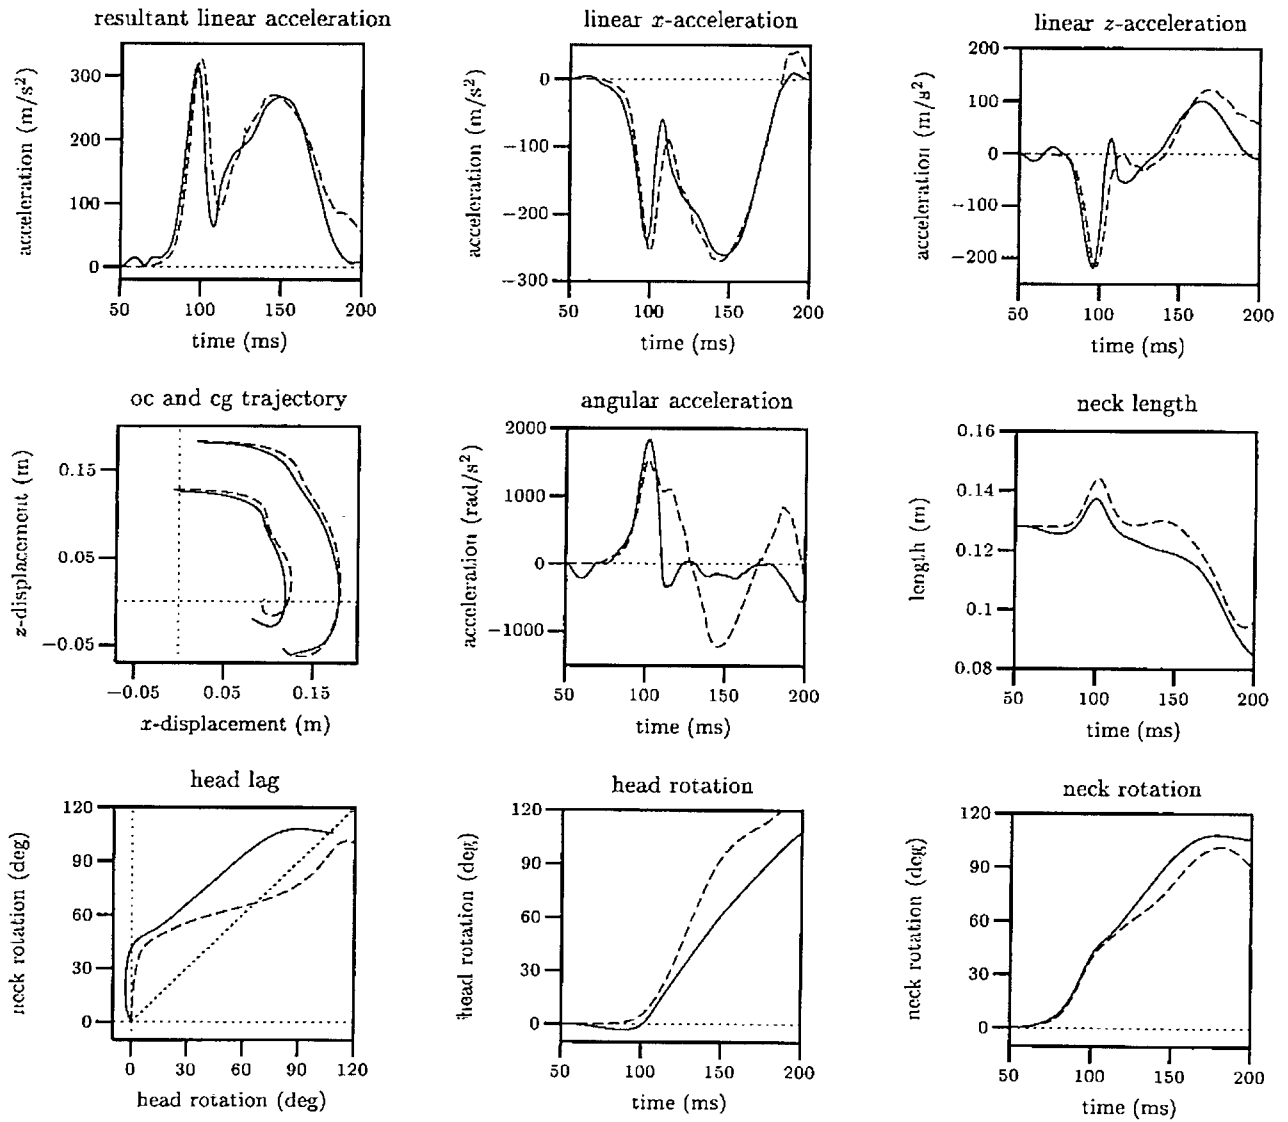 resultant linear acceleration
acceleration (m/s²)
300
200
100
0
50 100 150 200
time (ms)
linear x-acceleration
acceleration (m/s²)
0
−100
−200
−300
50 100 150 200
time (ms)
linear z-acceleration
acceleration (m/s²)
200
100
0
−100
−200
50 100 150 200
time (ms)
oc and cg trajectory
z-displacement (m)
0.15
0.05
−0.05
−0.05 0.05 0.15
x-displacement (m)
angular acceleration
acceleration (rad/s²)
2000
1000
0
−1000
50 100 150 200
time (ms)
neck length
length (m)
0.16
0.14
0.12
0.1
0.08
50 100 150 200
time (ms)
head lag
neck rotation (deg)
120
90
60
30
0
0 30 60 90 120
head rotation (deg)
head rotation
head rotation (deg)
120
90
60
30
0
50 100 150 200
time (ms)
neck rotation
neck rotation (deg)
120
90
60
30
0
50 100 150 200
time (ms)